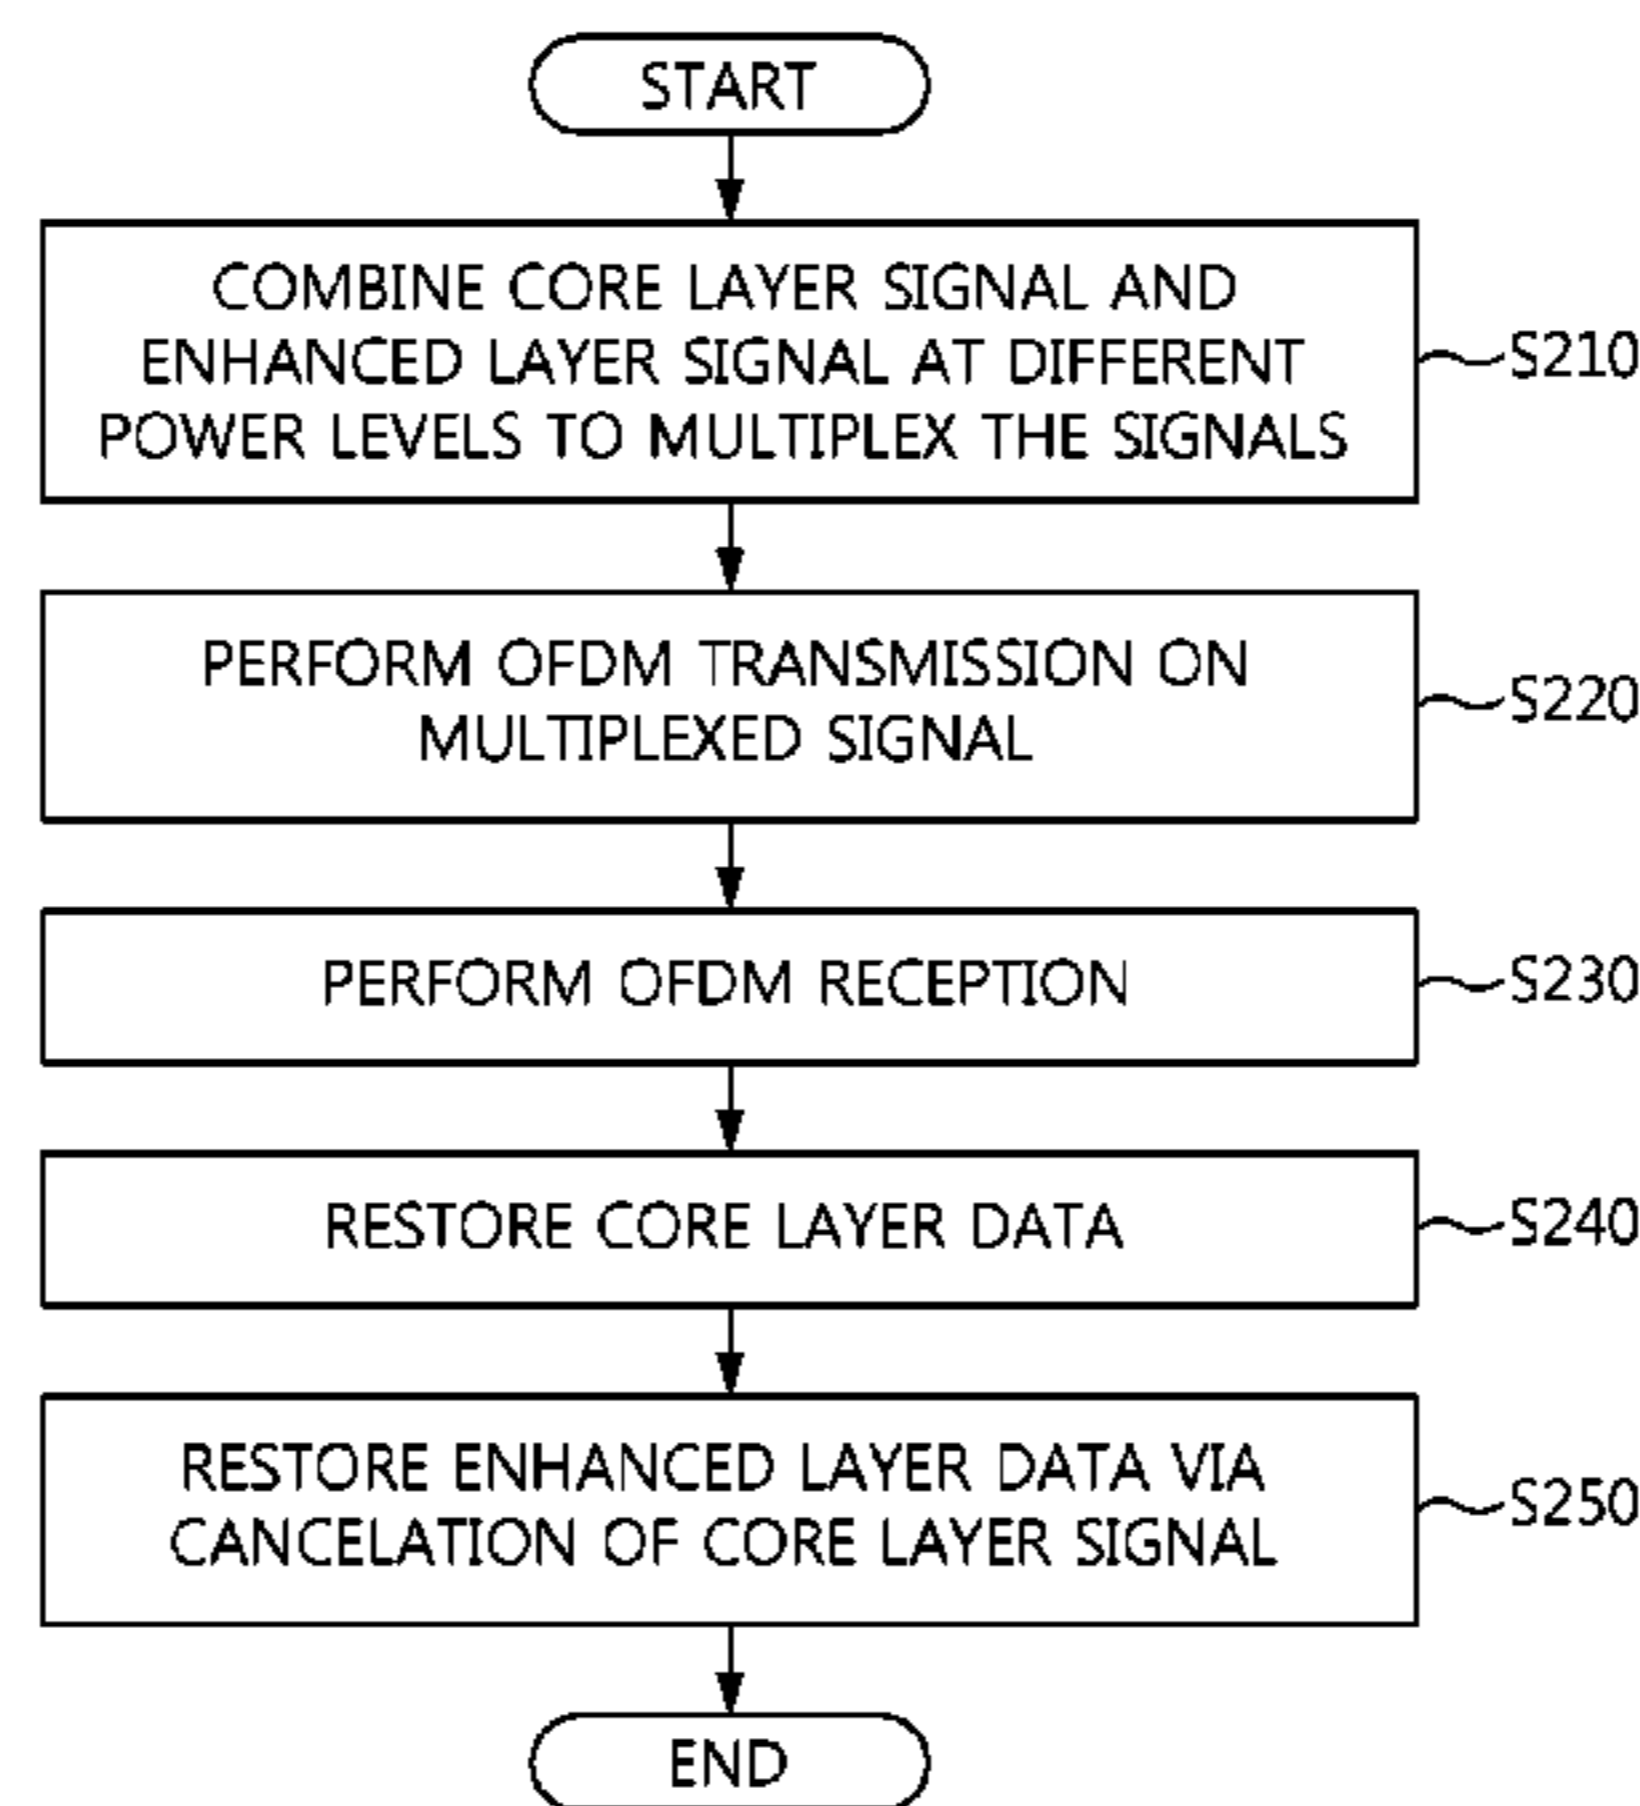 START
COMBINE CORE LAYER SIGNAL AND
ENHANCED LAYER SIGNAL AT DIFFERENT
POWER LEVELS TO MULTIPLEX THE SIGNALS
S210
PERFORM OFDM TRANSMISSION ON
MULTIPLEXED SIGNAL
S220
PERFORM OFDM RECEPTION
S230
RESTORE CORE LAYER DATA
S240
RESTORE ENHANCED LAYER DATA VIA
CANCELATION OF CORE LAYER SIGNAL
S250
END